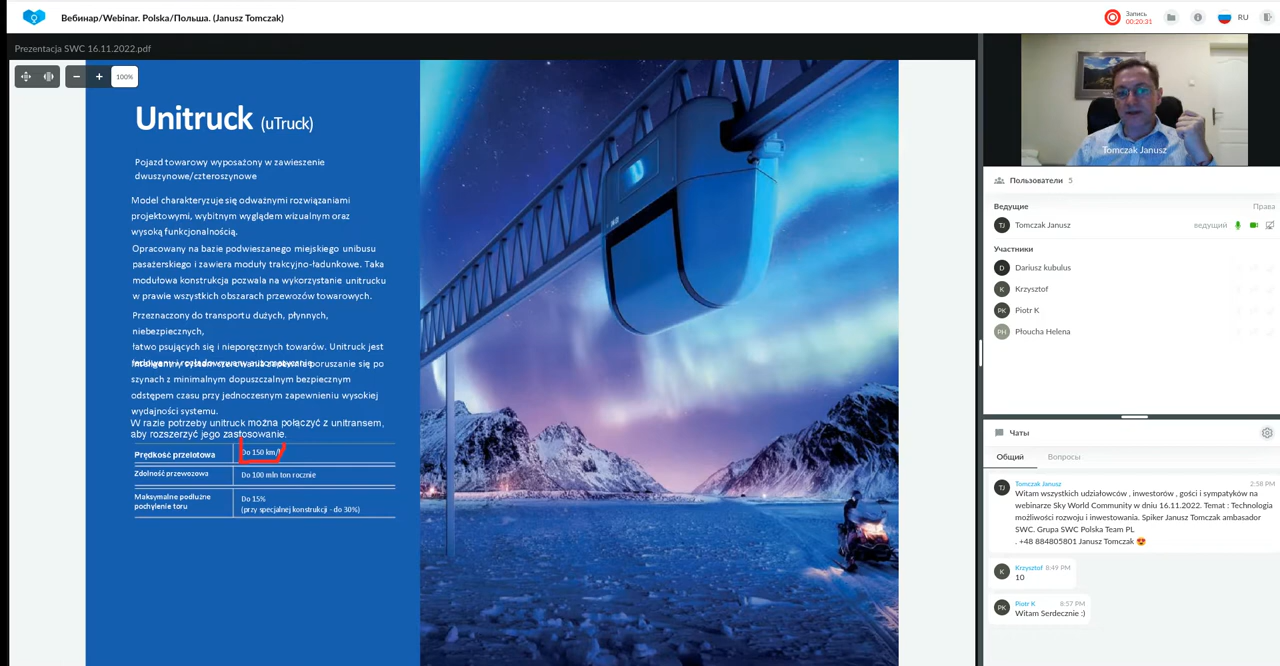 Вебинар/Webinar. Polska/Польша. (Janusz Tomczak)
Запись
00:20:31
RU
Prezentacja SWC 16.11.2022.pdf
100%
Unitruck (uTruck)
Pojazd towarowy wyposażony w zawieszenie
dwuszynowe/czteroszynowe
Model charakteryzuje się odważnymi rozwiązaniami
projektowymi, wybitnym wyglądem wizualnym oraz
wysoką funkcjonalnością.
Opracowany na bazie podwieszanego miejskiego unibusu
pasażerskiego i zawiera moduły trakcyjno-ładunkowe. Taka
modułowa konstrukcja pozwala na wykorzystanie unitrucku
w prawie wszystkich obszarach przewozów towarowych.
Przeznaczony do transportu dużych, płynnych,
niebezpiecznych,
łatwo psujących się i nieporęcznych towarów. Unitruck jest
poruszanie się po
szynach z minimalnym dopuszczalnym bezpiecznym
odstępem czasu przy jednoczesnym zapewnieniu wysokiej
wydajności systemu.
W razie potrzeby unitruck można połączyć z unitransem,
aby rozszerzyć jego zastosowanie.
Prędkość przelotowa
Do 150 km/
Zdolność przewozowa
Do 100 mln ton rocznie
Maksymalne podłużne
pochylenie toru
Do 15%
(przy specjalnej konstrukcji - do 30%)
Tomczak Janusz
Пользователи 5
Ведущие Права
TJ Tomczak Janusz ведущий
Участники
D Dariusz kubulus
K Krzysztof
PK Piotr K
PH Płoucha Helena
Чаты
Общий Вопросы
TJ Tomczak Janusz 2:58 PM
Witam wszystkich udziałowców , inwestorów , gości i sympatyków na
webinarze Sky World Community w dniu 16.11.2022. Temat : Technologia
możliwości rozwoju i inwestowania. Spiker Janusz Tomczak ambasador
SWC. Grupa SWC Polska Team PL
. +48 884805801 Janusz Tomczak 😍
K Krzysztof 8:49 PM
10
PK Piotr K 8:57 PM
Witam Serdecznie :)